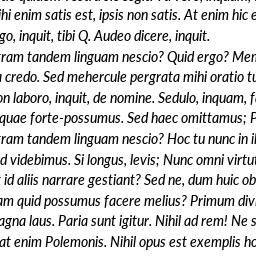 hi enim satis est, ipsis non satis. At enim hic e
go, inquit, tibi Q. Audeo dicere, inquit.
ram tandem linguam nescio? Quid ergo? Mer
credo. Sed mehercule pergrata mihi oratio tu
on laboro, inquit, de nomine. Sedulo, inquam, f
quae forte-possumus. Sed haec omittamus; P
ram tandem linguam nescio? Hoc tu nunc in il
d videbimus. Si longus, levis; Nunc omni virtut
id aliis narrare gestiant? Sed ne, dum huic ob
am quid possumus facere melius? Primum divi
agna laus. Paria sunt igitur. Nihil ad rem! Ne s
at enim Polemonis. Nihil opus est exemplis ho